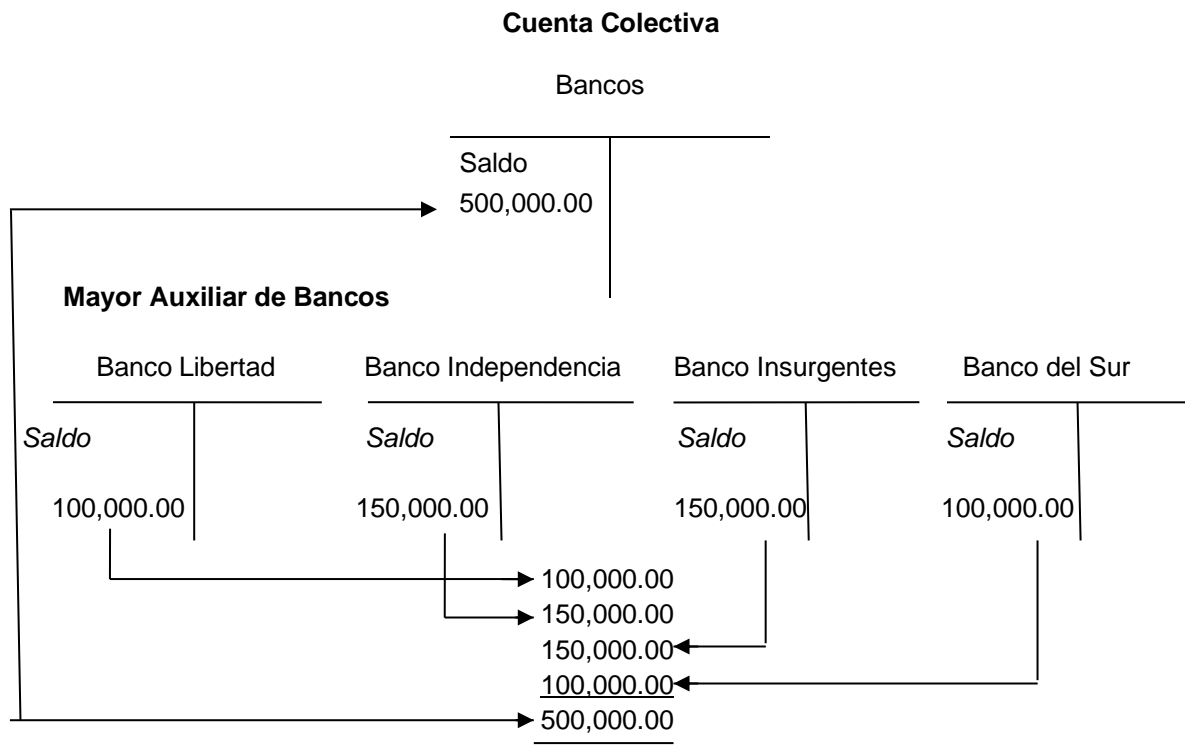 Cuenta Colectiva
Bancos
Saldo
500,000.00
Mayor Auxiliar de Bancos
Banco Libertad Banco Independencia Banco Insurgentes Banco del Sur
Saldo Saldo Saldo Saldo
100,000.00 150,000.00 150,000.00 100,000.00
100,000.00
150,000.00
150,000.00
100,000.00
500,000.00